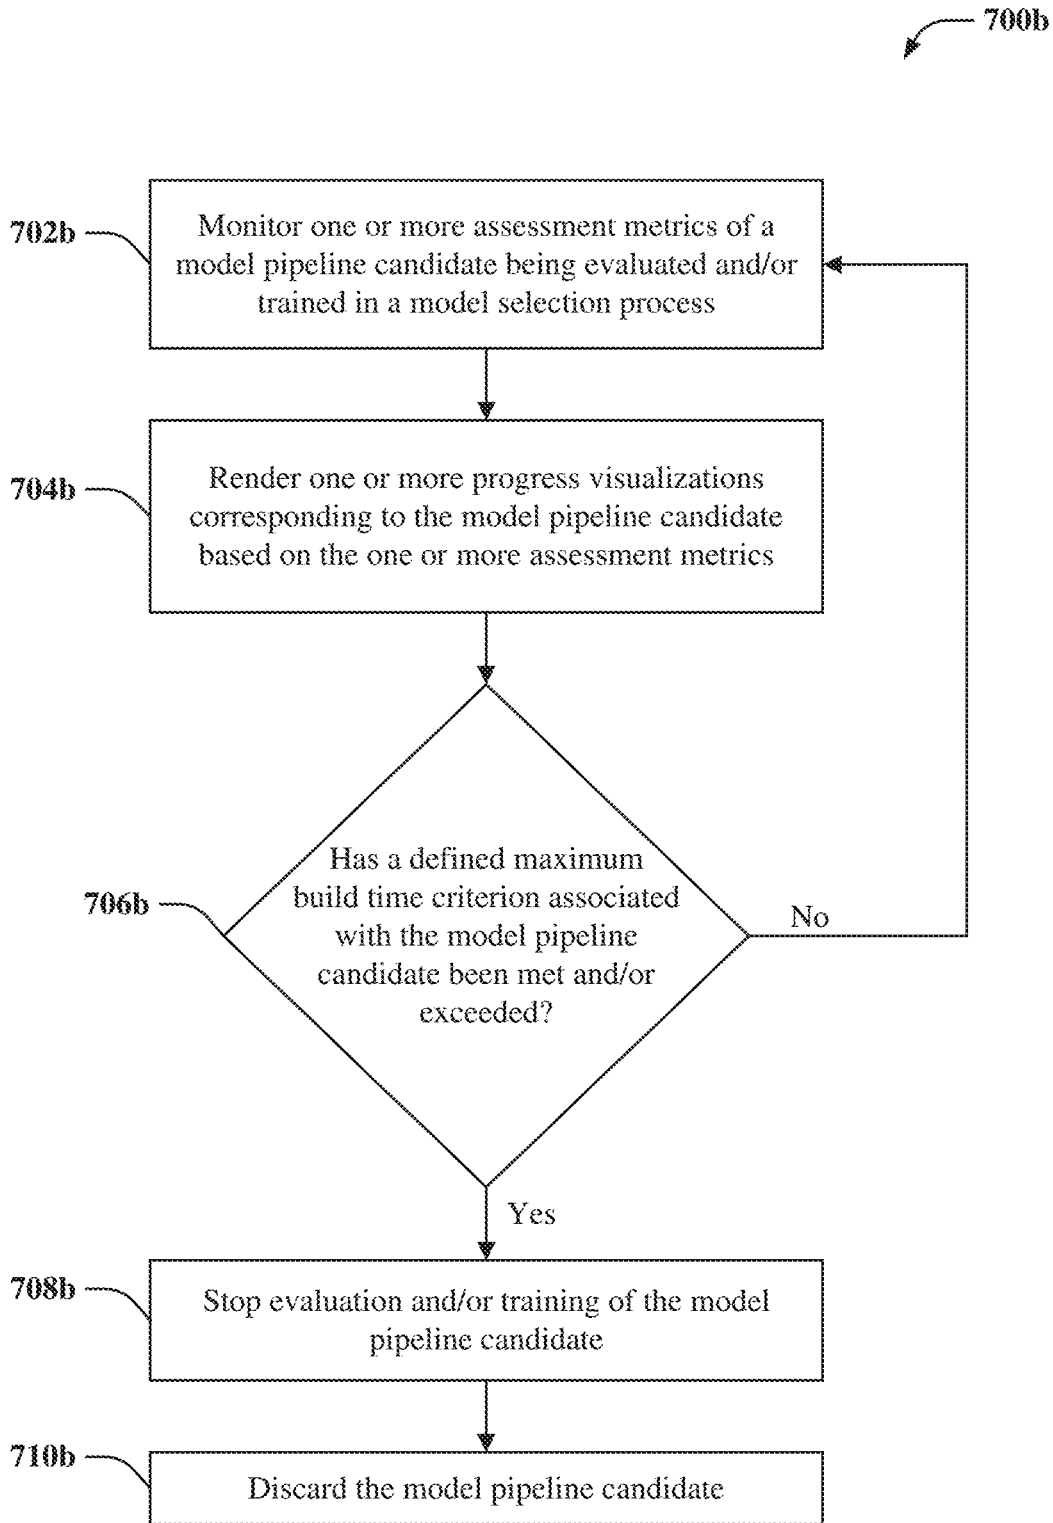 700b
702b
Monitor one or more assessment metrics of a
model pipeline candidate being evaluated and/or
trained in a model selection process
704b
Render one or more progress visualizations
corresponding to the model pipeline candidate
based on the one or more assessment metrics
706b
Has a defined maximum
build time criterion associated
with the model pipeline
candidate been met and/or
exceeded?
No
Yes
708b
Stop evaluation and/or training of the model
pipeline candidate
710b
Discard the model pipeline candidate